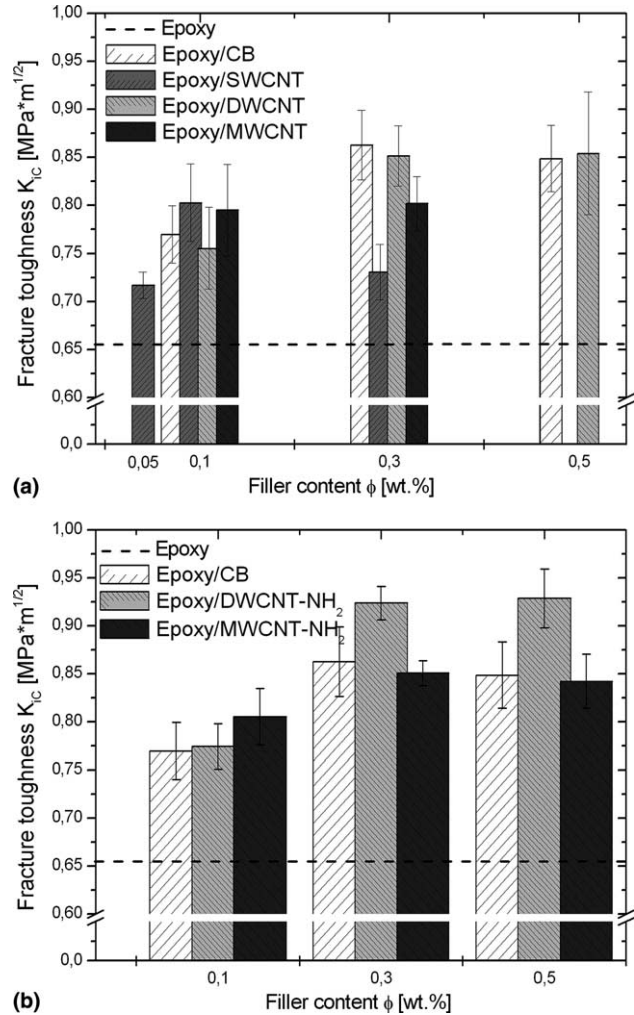 1,00
0,95
0,90
0,85
0,80
0,75
0,70
0,65
0,60
0,0
Fracture toughness K_IC [MPa*m^1/2]
Epoxy
Epoxy/CB
Epoxy/SWCNT
Epoxy/DWCNT
Epoxy/MWCNT
0,05 0,1 0,3 0,5
(a) Filler content ϕ [wt.%]
1,00
0,95
0,90
0,85
0,80
0,75
0,70
0,65
0,60
0,0
Fracture toughness K_IC [MPa*m^1/2]
Epoxy
Epoxy/CB
Epoxy/DWCNT-NH₂
Epoxy/MWCNT-NH₂
0,1 0,3 0,5
(b) Filler content ϕ [wt.%]